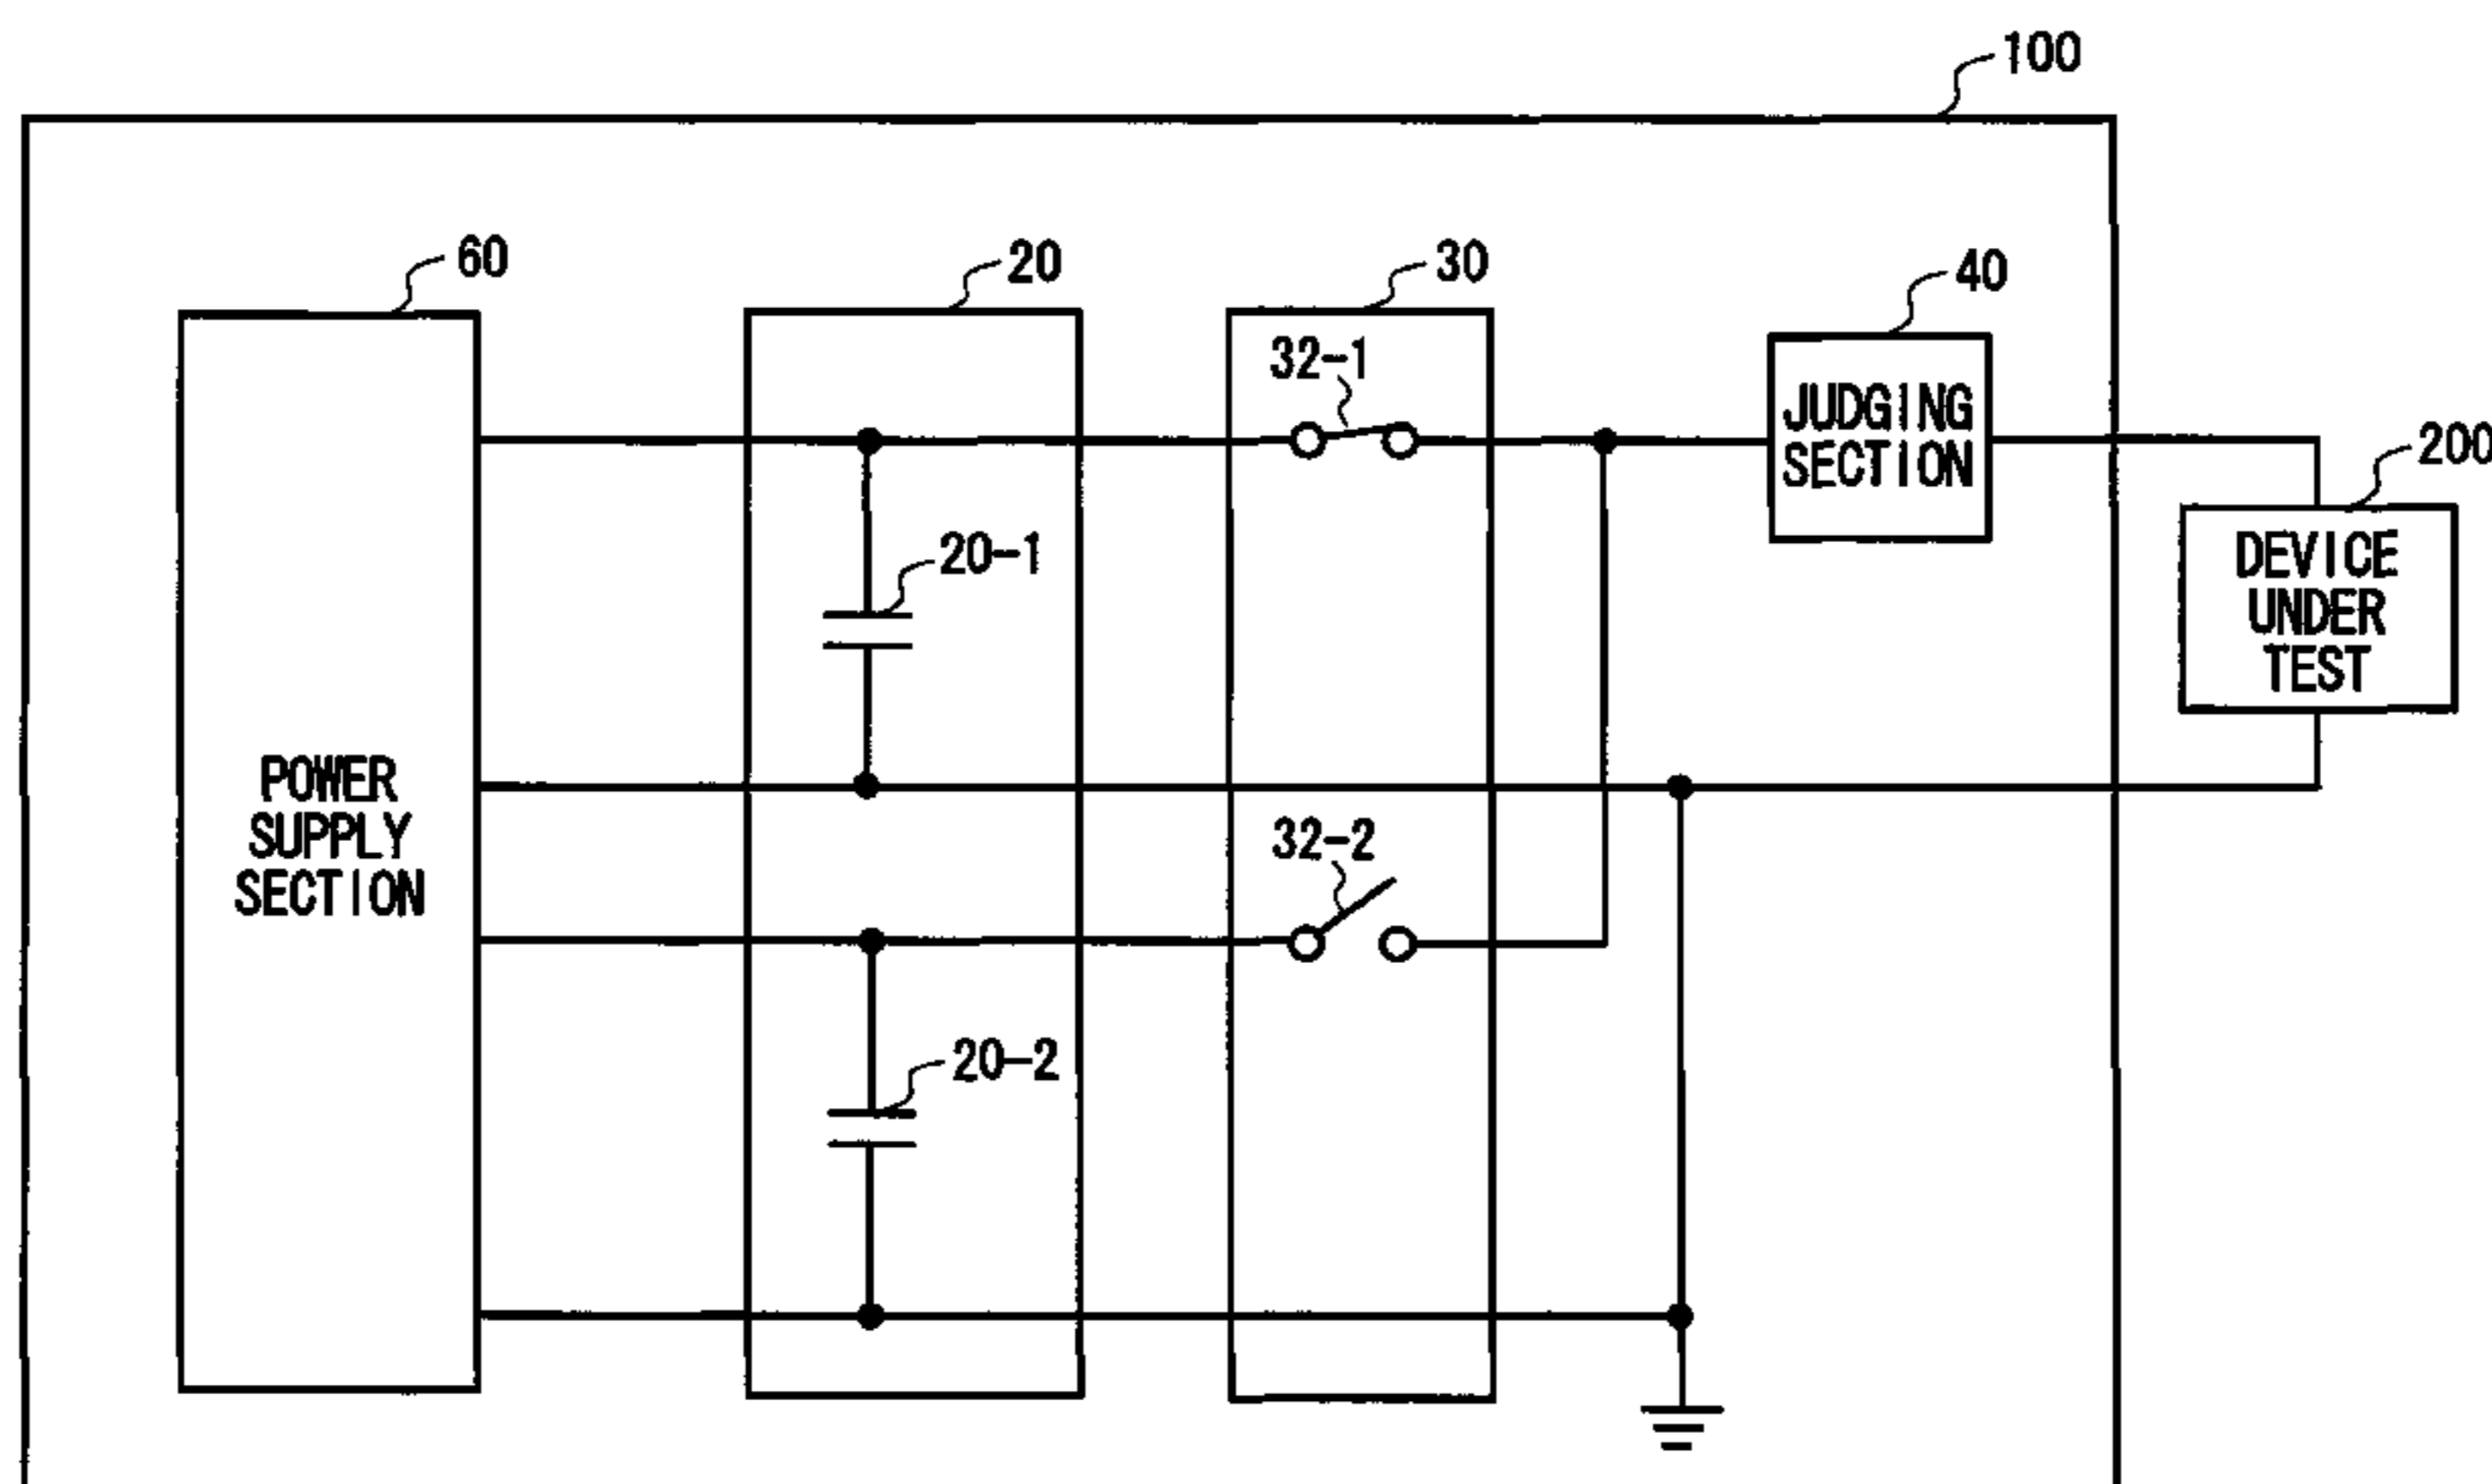 100
60
20
30
40
32-1
JUDGING
SECTION
200
20-1
DEVICE
UNDER
TEST
POWER
SUPPLY
SECTION
32-2
20-2